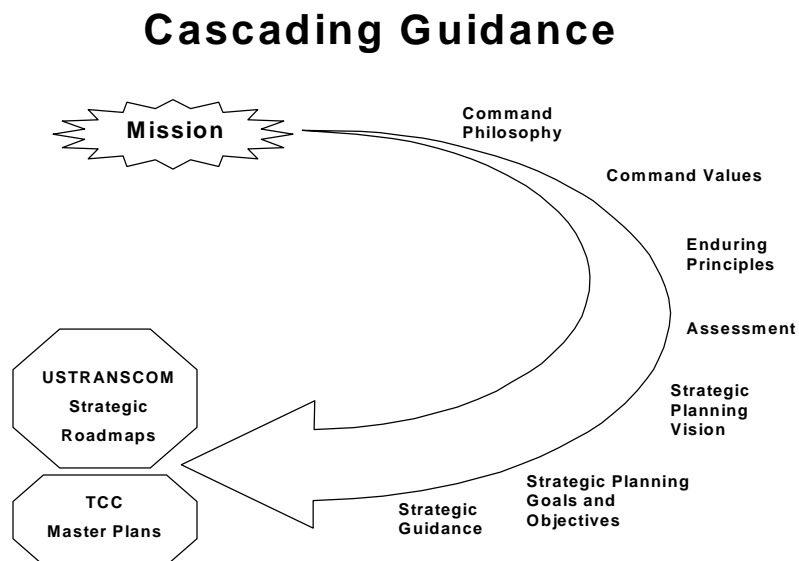 Cascading Guidance
Mission
Command
Philosophy
Command Values
Enduring
Principles
Assessment
Strategic
Planning
Vision
Strategic Planning
Goals and
Objectives
Strategic
Guidance
USTRANSCOM
Strategic
Roadmaps
TCC
Master Plans